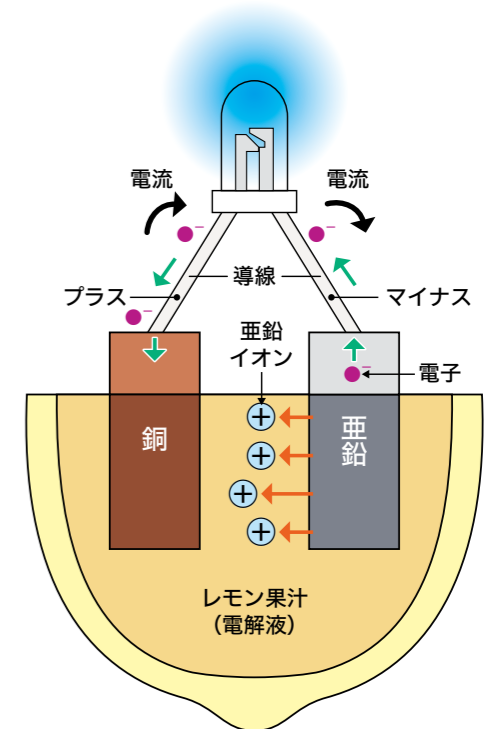 電流
電流
導線
プラス
マイナス
亜鉛
イオン
電子
銅
亜鉛
レモン果汁
（電解液）